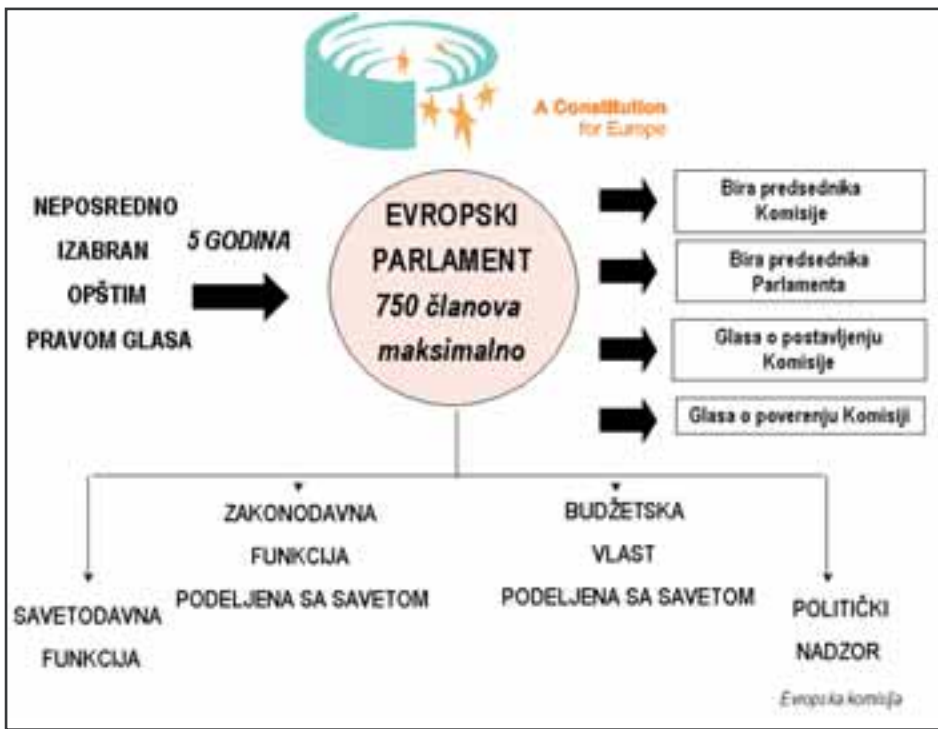 A Constitution
for Europe
NEPOSREDNO
IZABRAN
OPŠTIM
PRAVOM GLASA
5 GODINA
EVROPSKI
PARLAMENT
750 članova
maksimalno
Bira predsednika
Komisije
Bira predsednika
Parlamenta
Glasa o postavljenju
Komisije
Glasa o poverenju Komisiji
SAVETODAVNA
FUNKCIJA
ZAKONODAVNA
FUNKCIJA
PODELJENA SA SAVETOM
BUDŽETSKA
VLAST
PODELJENA SA SAVETOM
POLITIČKI
NADZOR
Evropska komisija